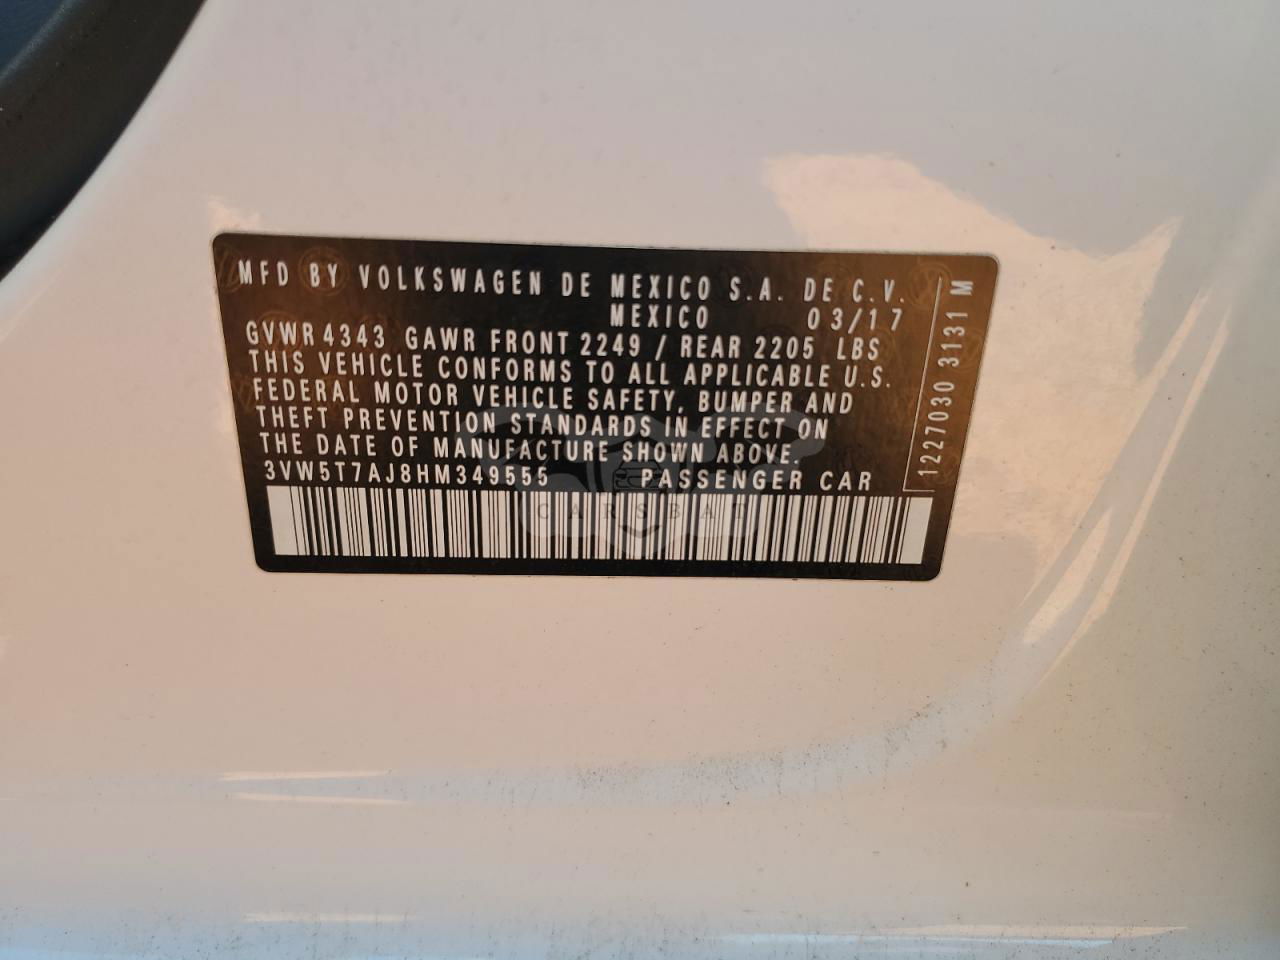 MFD BY VOLKSWAGEN DE MEXICO S.A. DE C.V.
MEXICO 03/17
GVWR 4343 GAWR FRONT 2249 / REAR 2205 LBS
THIS VEHICLE CONFORMS TO ALL APPLICABLE U.S.
FEDERAL MOTOR VEHICLE SAFETY, BUMPER AND
THEFT PREVENTION STANDARDS IN EFFECT ON
THE DATE OF MANUFACTURE SHOWN ABOVE.
3VW5T7AJ8HM349555 PASSENGER CAR
CARSBAT
1227030 3131 M